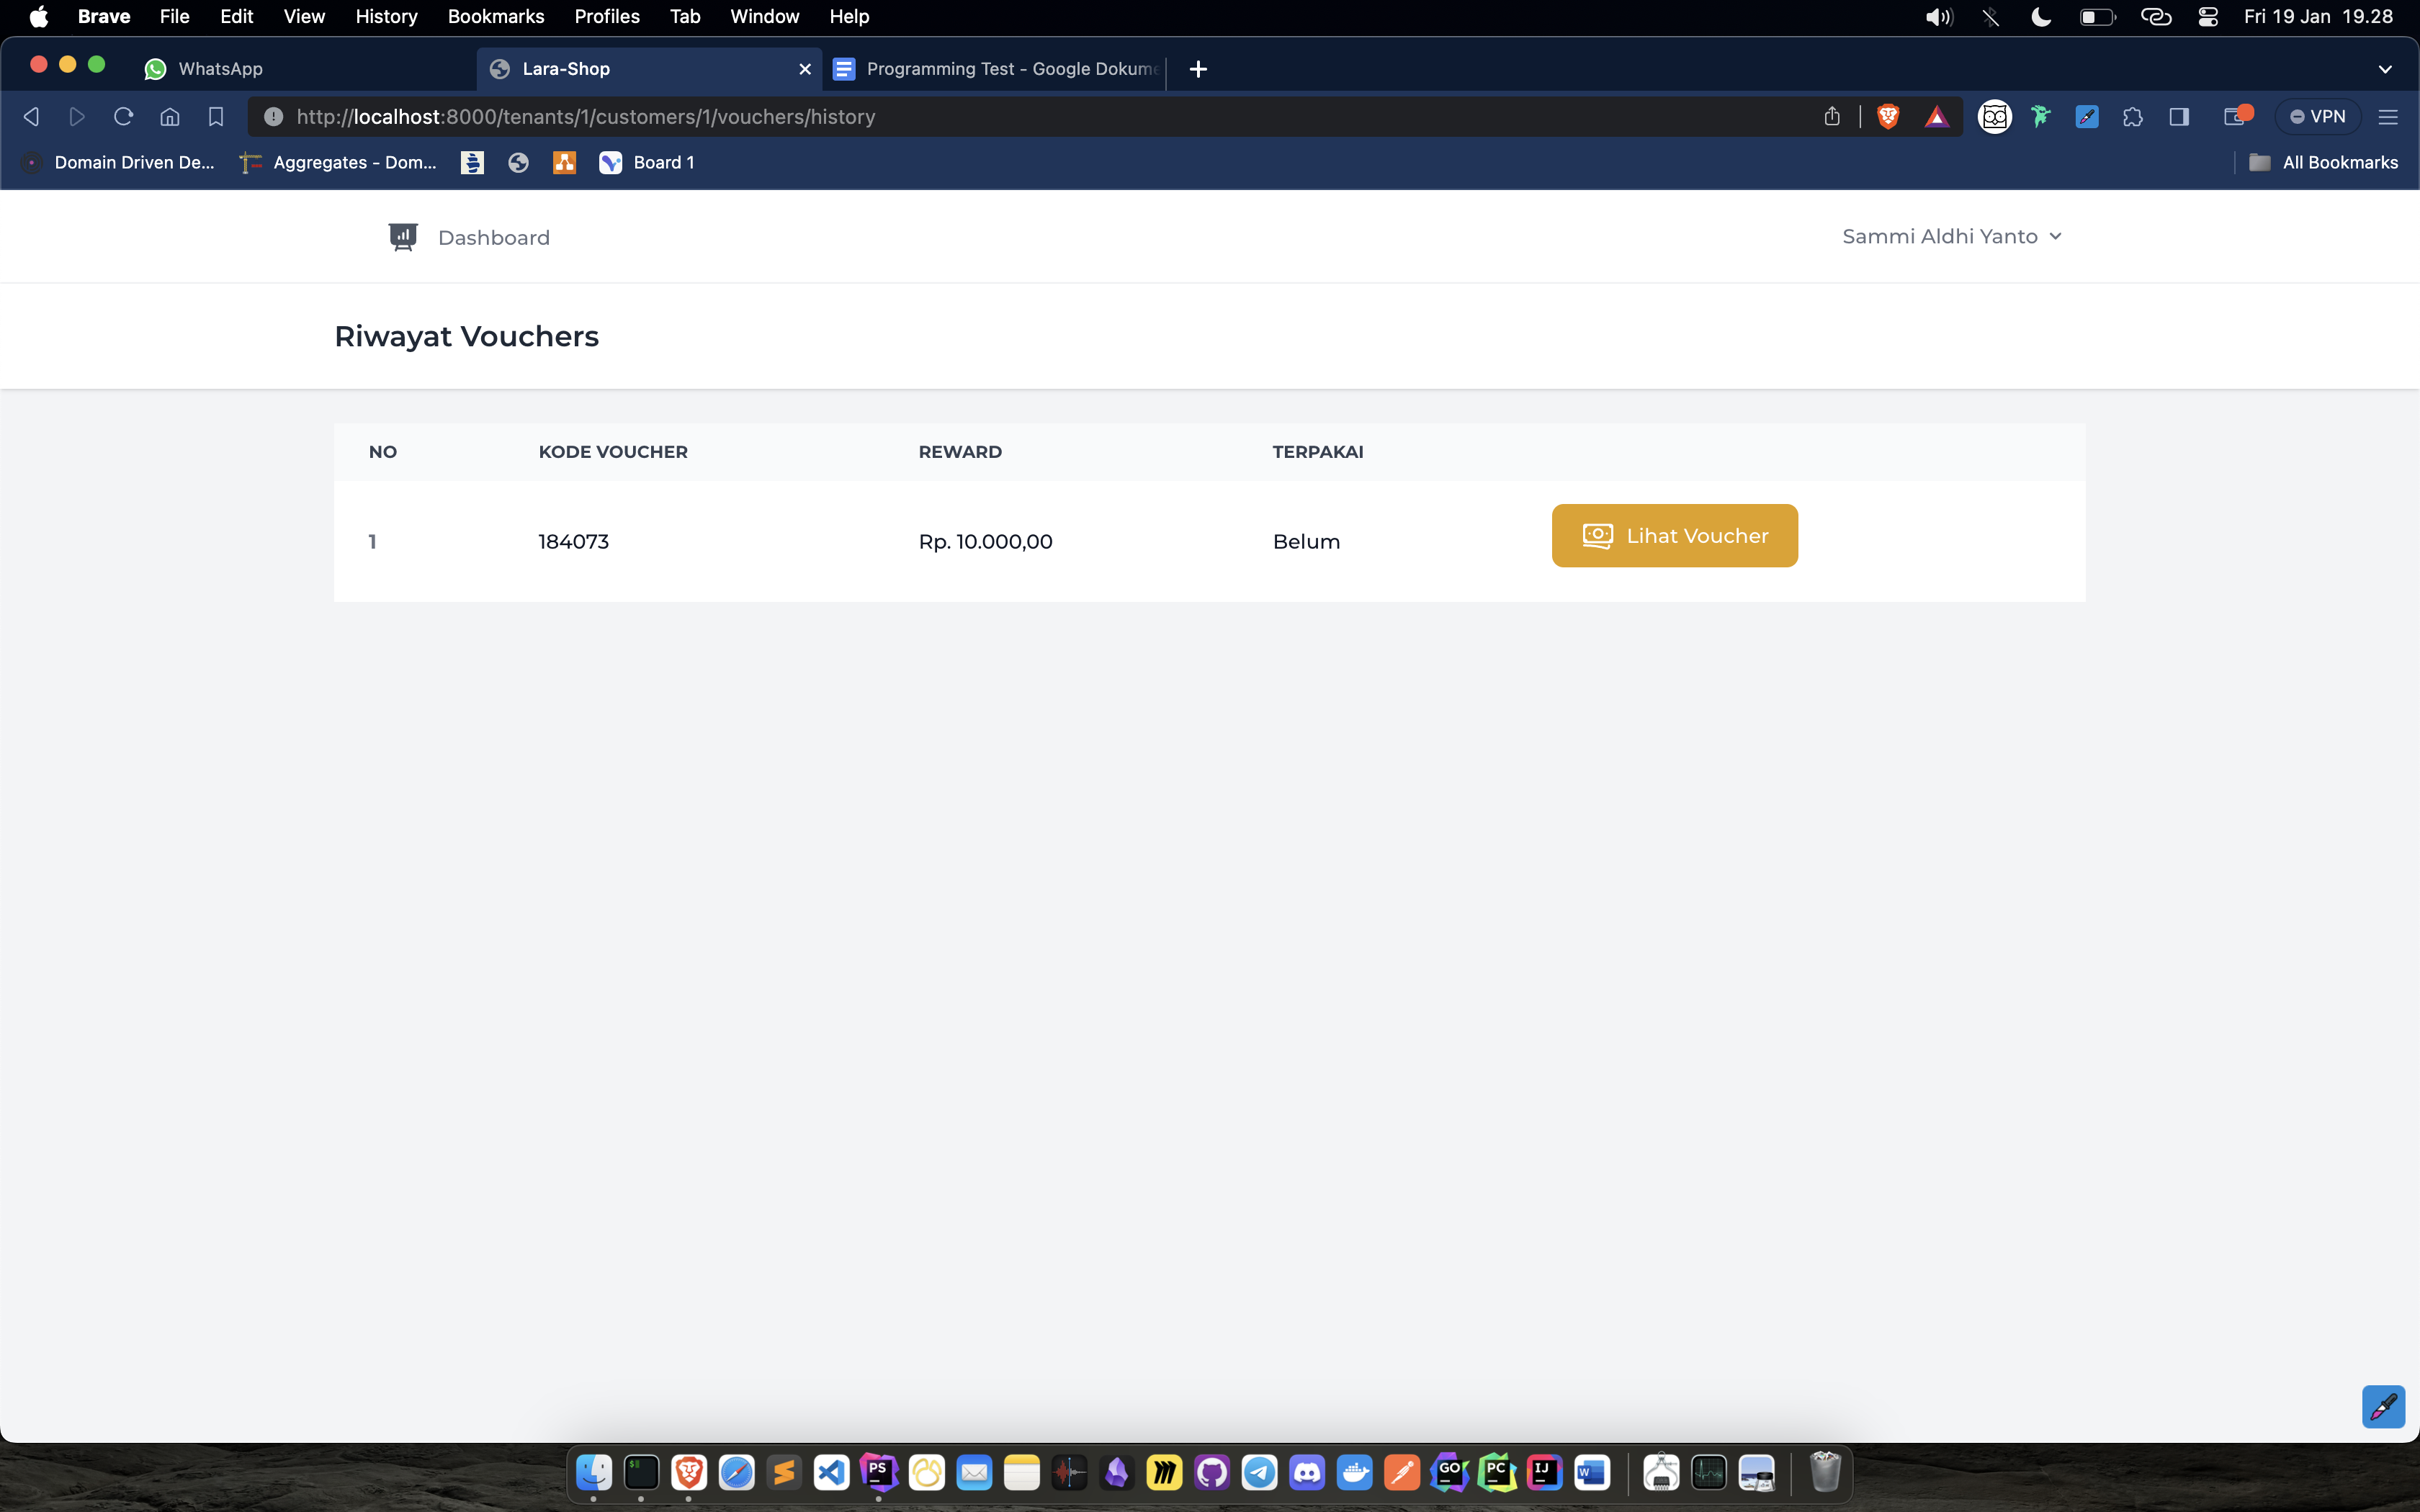 Brave File Edit View History Bookmarks Profiles Tab Window Help Fri 19 Jan 19.28
WhatsApp Lara-Shop Programming Test - Google Dokume
http://localhost:8000/tenants/1/customers/1/vouchers/history VPN
Domain Driven De... Aggregates - Dom... Board 1 All Bookmarks
Dashboard Sammi Aldhi Yanto
Riwayat Vouchers
NO KODE VOUCHER REWARD TERPAKAI
1 184073 Rp. 10.000,00 Belum Lihat Voucher
$ PS GO PC IJ W